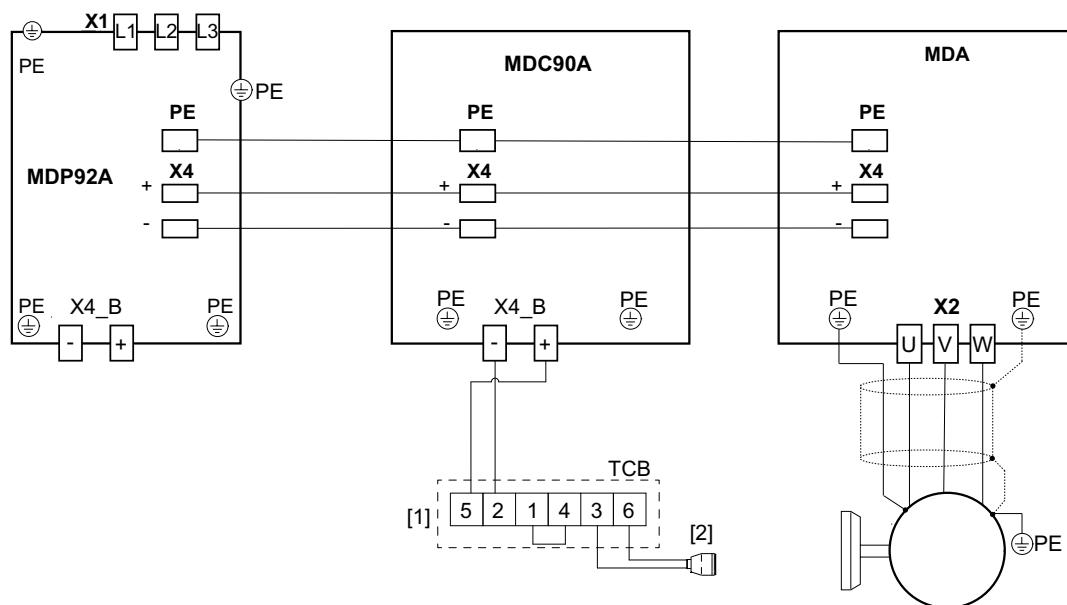 X1 L1 L2 L3
PE
PE
MDP92A
PE
X4
+
-
PE X4_B PE
- +
MDC90A
PE
X4
+
-
PE X4_B PE
- +
TCB
[1] 5 2 1 4 3 6
[2]
MDA
PE
X4
+
-
PE X2 PE
U V W
PE